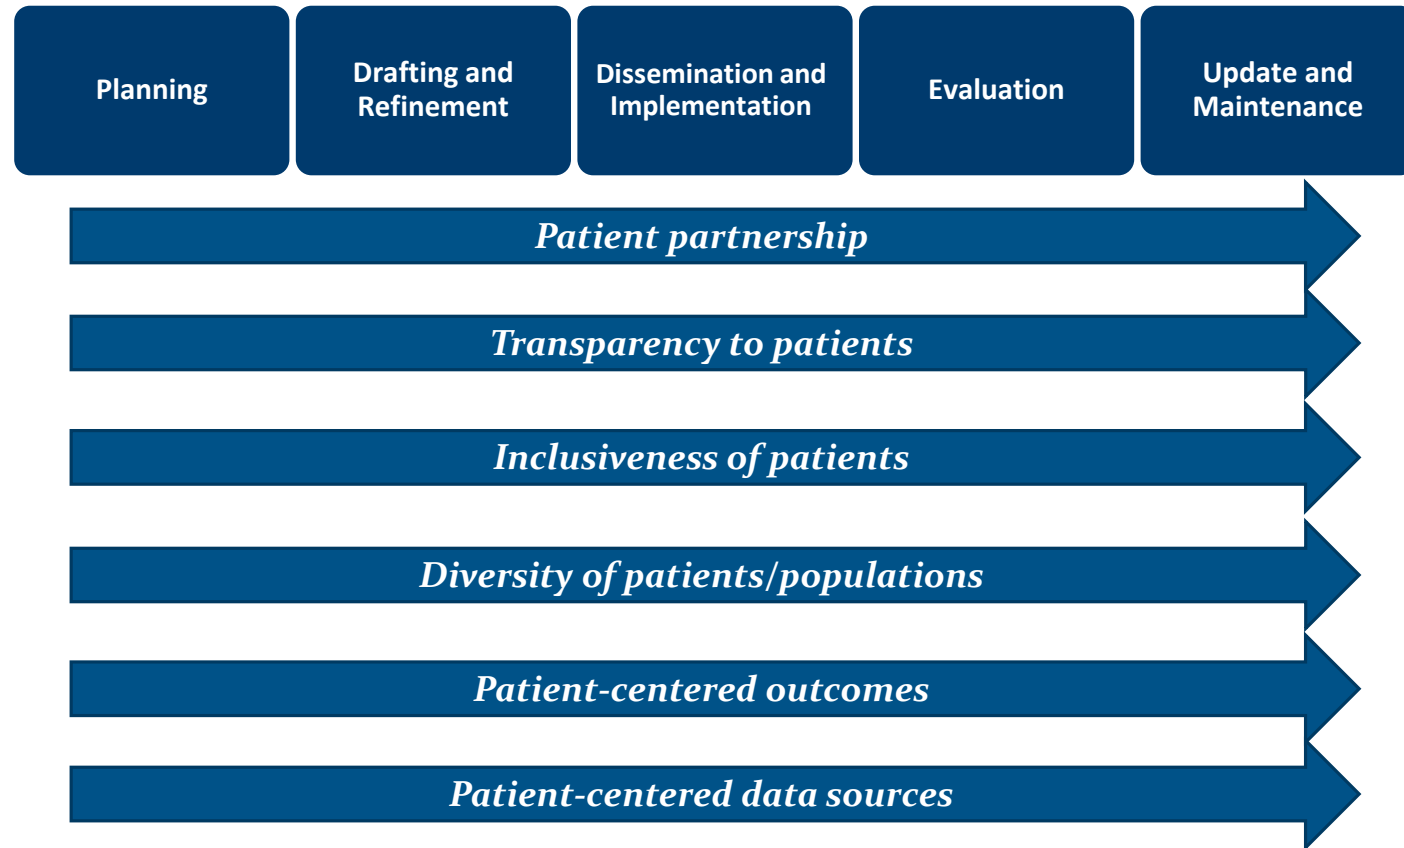 Planning
Drafting and
Refinement
Dissemination and
Implementation
Evaluation
Update and
Maintenance
Patient partnership
Transparency to patients
Inclusiveness of patients
Diversity of patients/populations
Patient-centered outcomes
Patient-centered data sources